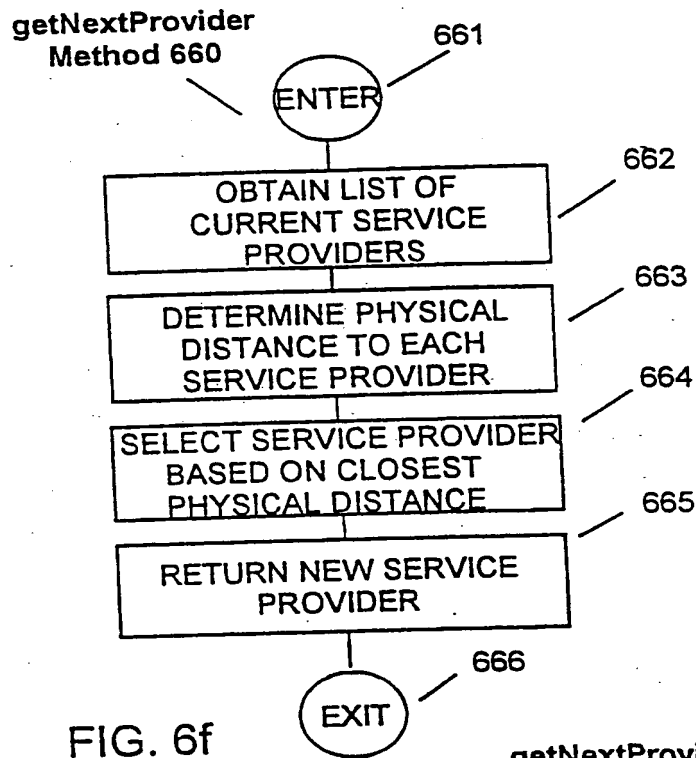 getNextProvider
Method 660
661
ENTER
662
OBTAIN LIST OF
CURRENT SERVICE
PROVIDERS
663
DETERMINE PHYSICAL
DISTANCE TO EACH
SERVICE PROVIDER
664
SELECT SERVICE PROVIDER
BASED ON CLOSEST
PHYSICAL DISTANCE
665
RETURN NEW SERVICE
PROVIDER
666
EXIT
FIG. 6f